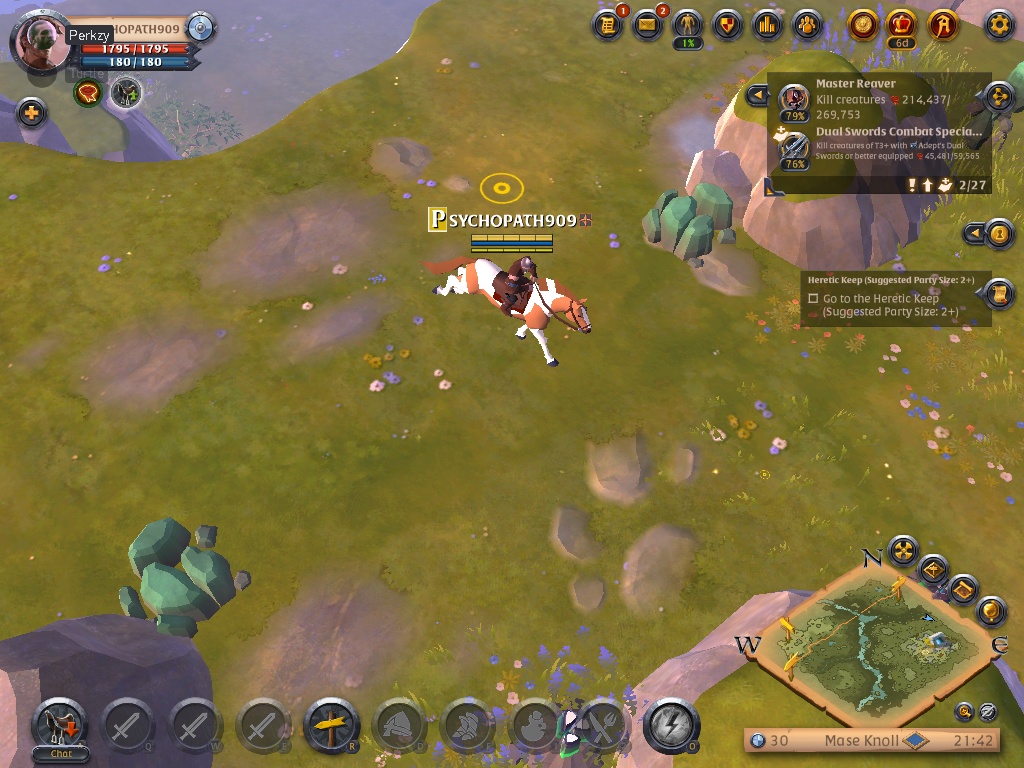 Perkzy
HOPATH909
1795 / 1795
180 / 180
Turtle
1
2
1%
6d
Master Reaver
Kill creatures 214,437/
269,753
79%
Dual Swords Combat Specia...
Kill creatures of T3+ with Adept's Dual
Swords or better equipped 45,481/59,565
76%
2/27
PSYCHOPATH909
Heretic Keep (Suggested Party Size: 2+)
Go to the Heretic Keep
(Suggested Party Size: 2+)
N
W
E
Chat
Q
W
E
R
O
30
Mase Knoll
21:42